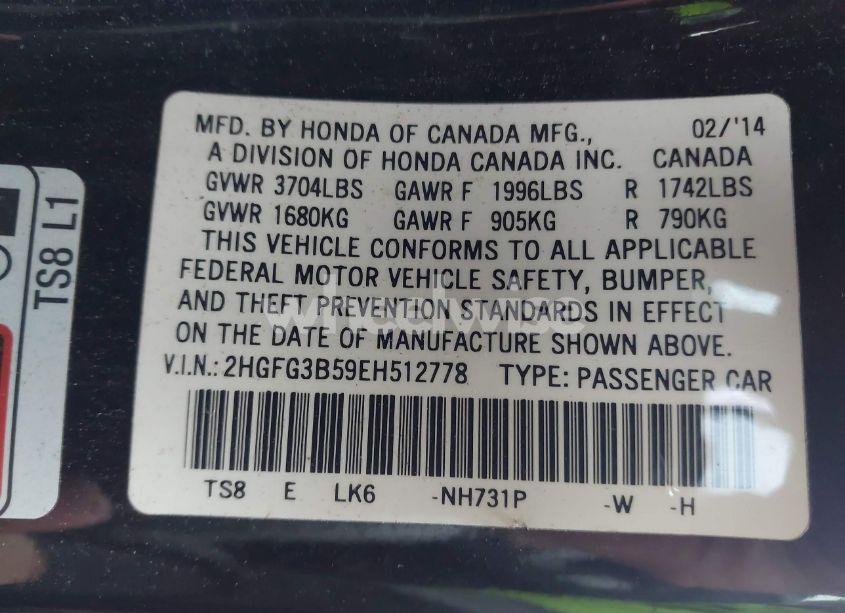 MFD. BY HONDA OF CANADA MFG., 02/'14
A DIVISION OF HONDA CANADA INC. CANADA
GVWR 3704LBS GAWR F 1996LBS R 1742LBS
GVWR 1680KG GAWR F 905KG R 790KG
THIS VEHICLE CONFORMS TO ALL APPLICABLE
FEDERAL MOTOR VEHICLE SAFETY, BUMPER,
AND THEFT PREVENTION STANDARDS IN EFFECT
ON THE DATE OF MANUFACTURE SHOWN ABOVE.
V.I.N.: 2HGFG3B59EH512778 TYPE: PASSENGER CAR
TS8 E LK6 -NH731P -W -H
TS8 L1